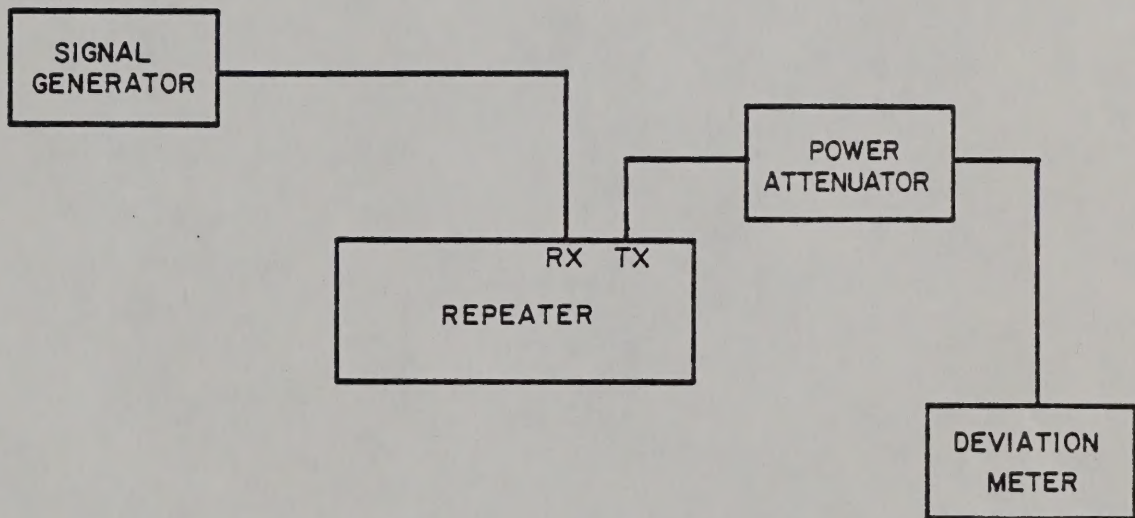 SIGNAL
GENERATOR
POWER
ATTENUATOR
RX TX
REPEATER
DEVIATION
METER